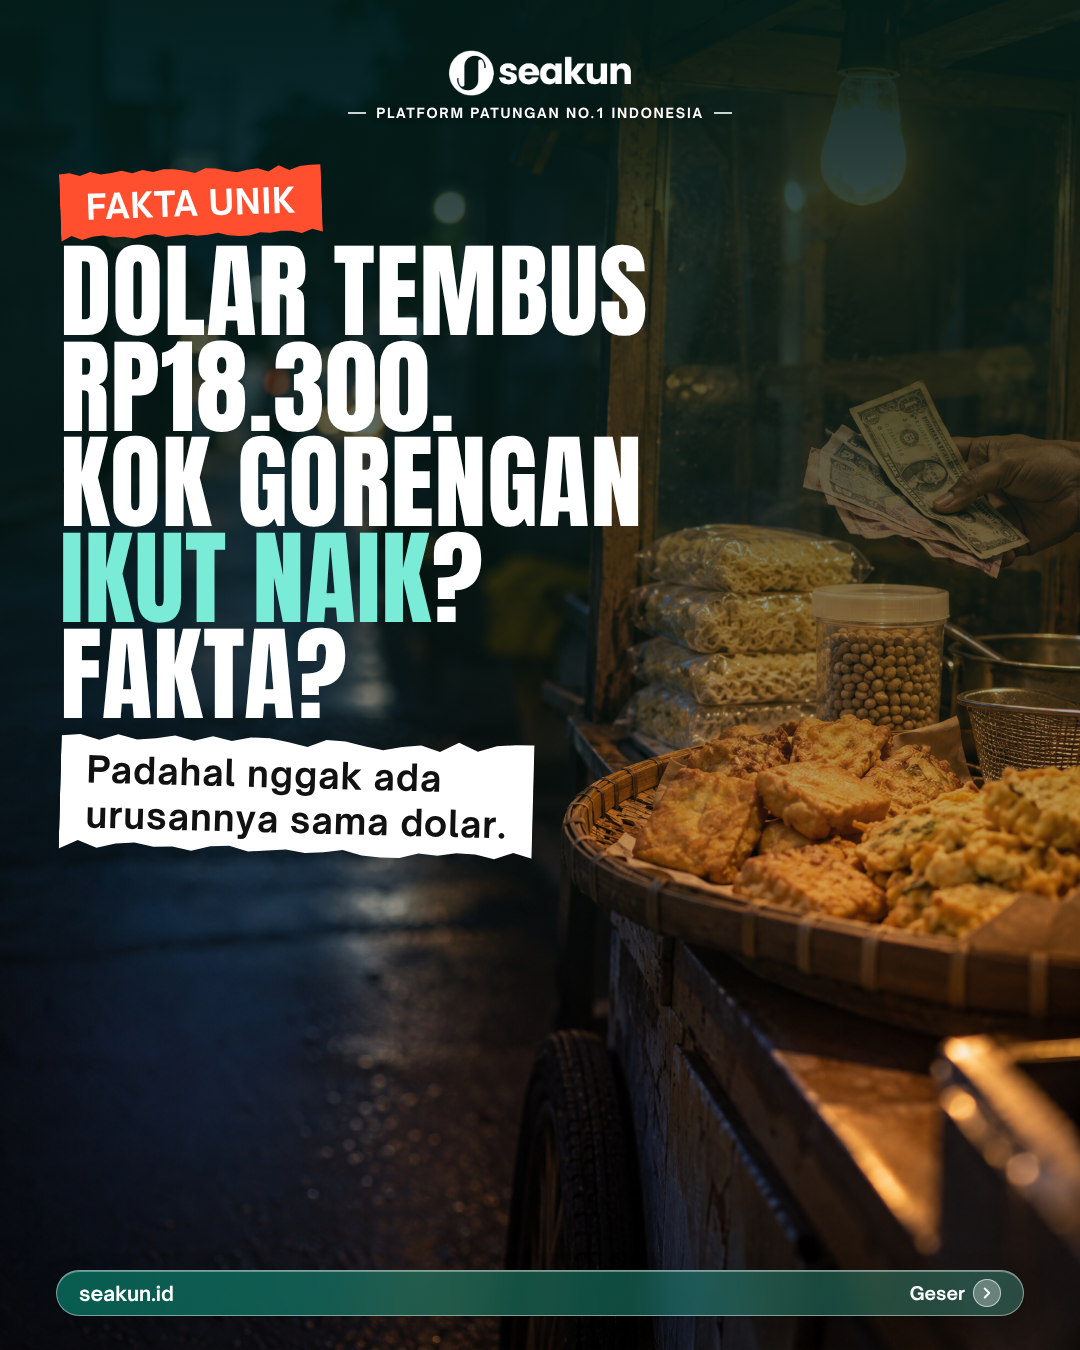 seakun
PLATFORM PATUNGAN NO.1 INDONESIA
FAKTA UNIK
DOLAR TEMBUS
RP18.300.
KOK GORENGAN
IKUT NAIK?
FAKTA?
Padahal nggak ada
urusannya sama dolar.
seakun.id
Geser